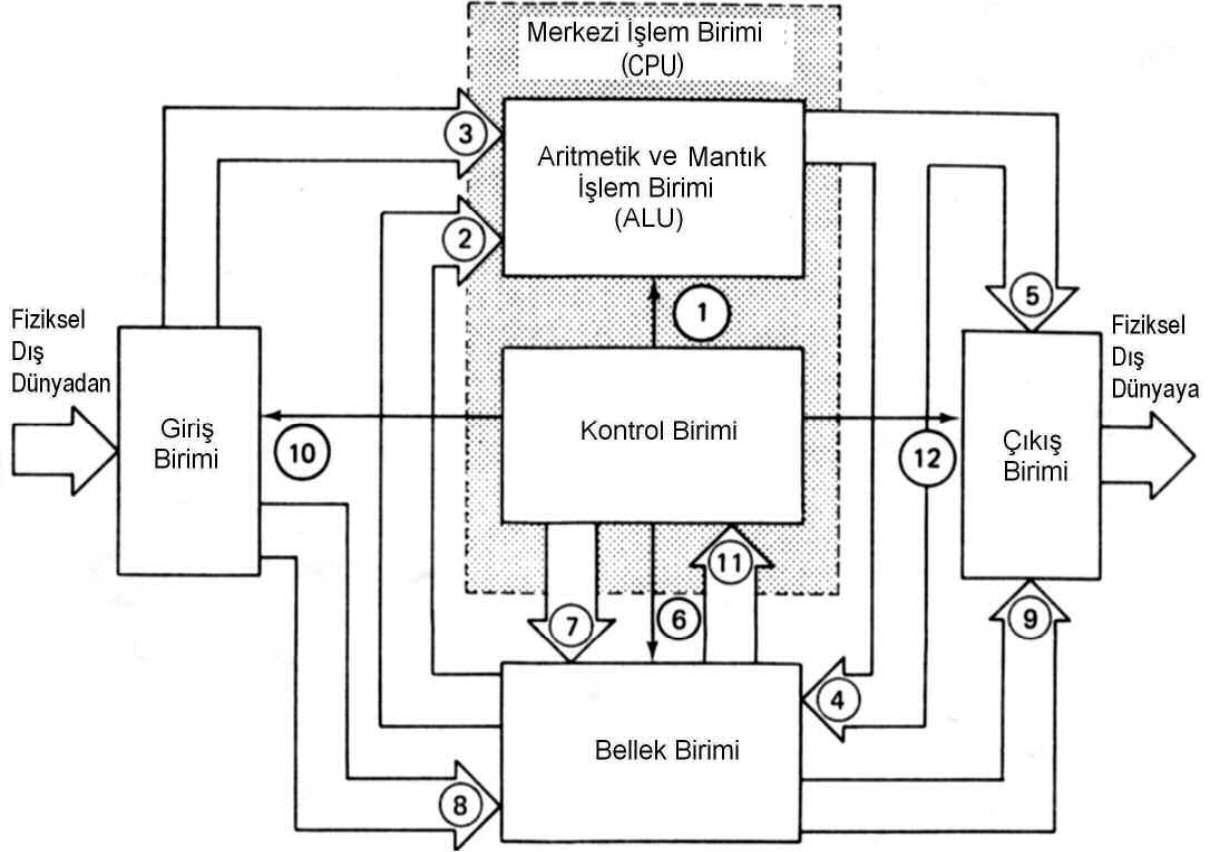 Merkezi İşlem Birimi
(CPU)
3
Aritmetik ve Mantık
İşlem Birimi
(ALU)
2
1
5
Fiziksel
Dış
Dünyadan
Fiziksel
Dış
Dünyaya
Giriş
Birimi
10
Kontrol Birimi
12
Çıkış
Birimi
11
7
6
9
4
Bellek Birimi
8